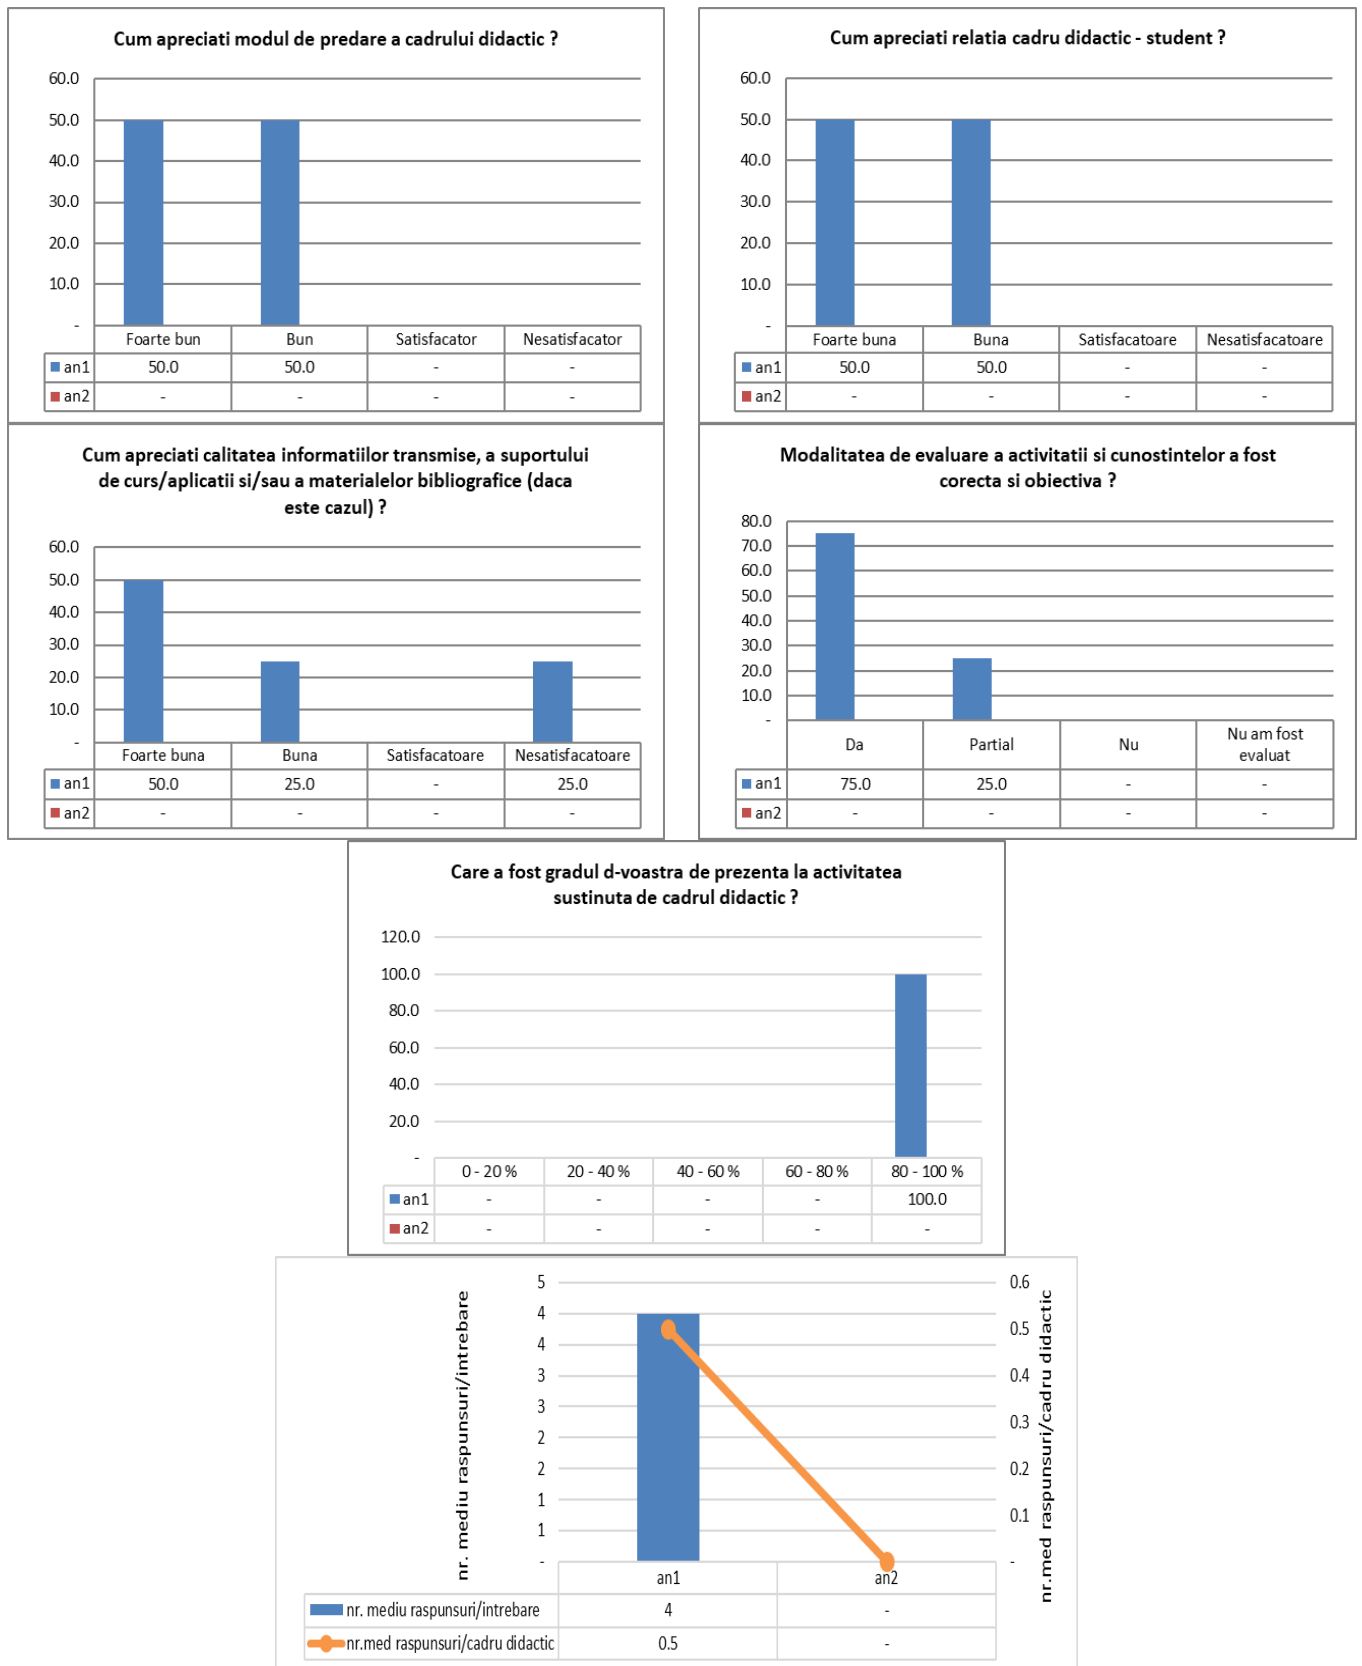 Cum apreciati modul de predare a cadrului didactic ?
60.0
50.0
40.0
30.0
20.0
10.0
-
Foarte bun Bun Satisfacator Nesatisfacator
an1 50.0 50.0 - -
an2 - - - -
Cum apreciati relatia cadru didactic - student ?
60.0
50.0
40.0
30.0
20.0
10.0
-
Foarte buna Buna Satisfacatoare Nesatisfacatoare
an1 50.0 50.0 - -
an2 - - - -
Cum apreciati calitatea informatiilor transmise, a suportului
de curs/aplicatii si/sau a materialelor bibliografice (daca
este cazul) ?
60.0
50.0
40.0
30.0
20.0
10.0
-
Foarte buna Buna Satisfacatoare Nesatisfacatoare
an1 50.0 25.0 - 25.0
an2 - - - -
Modalitatea de evaluare a activitatii si cunostintelor a fost
corecta si obiectiva ?
80.0
70.0
60.0
50.0
40.0
30.0
20.0
10.0
-
Da Partial Nu Nu am fost
evaluat
an1 75.0 25.0 - -
an2 - - - -
Care a fost gradul d-voastra de prezenta la activitatea
sustinuta de cadrul didactic ?
120.0
100.0
80.0
60.0
40.0
20.0
-
0 - 20 % 20 - 40 % 40 - 60 % 60 - 80 % 80 - 100 %
an1 - - - - 100.0
an2 - - - - -
nr. mediu raspunsuri/intrebare
5
4
4
3
3
2
2
1
1
-
0.6
0.5
0.4
0.3
0.2
0.1
-
nr.med raspunsuri/cadru didactic
an1 an2
nr. mediu raspunsuri/intrebare 4 -
nr.med raspunsuri/cadru didactic 0.5 -